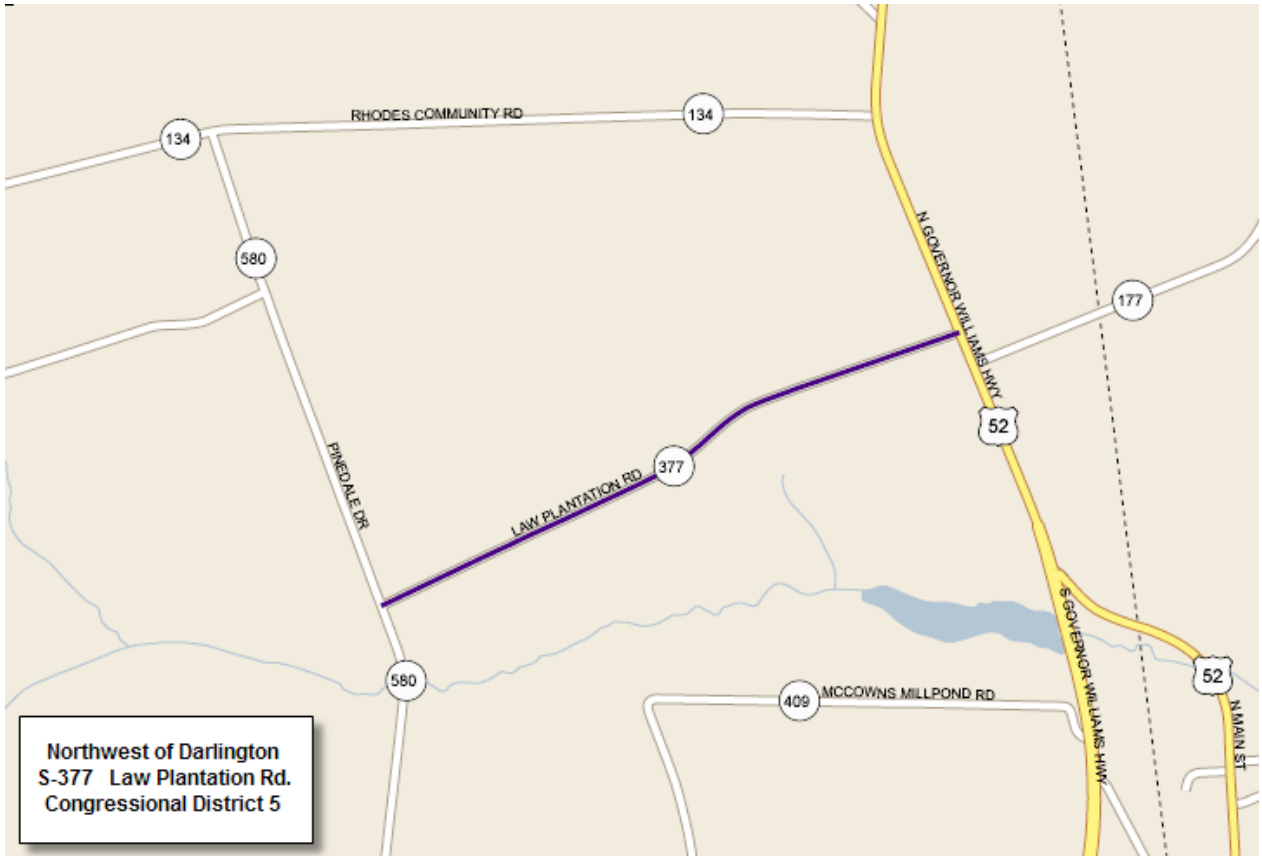 RHODES COMMUNITY RD
134
134
580
N GOVERNOR WILLIAMS HWY
177
52
PINEDALE DR
377
LAW PLANTATION RD
S GOVERNOR WILLIAMS HWY
580
52
409
MCCOWNS MILLPOND RD
N MAIN ST
Northwest of Darlington
S-377 Law Plantation Rd.
Congressional District 5